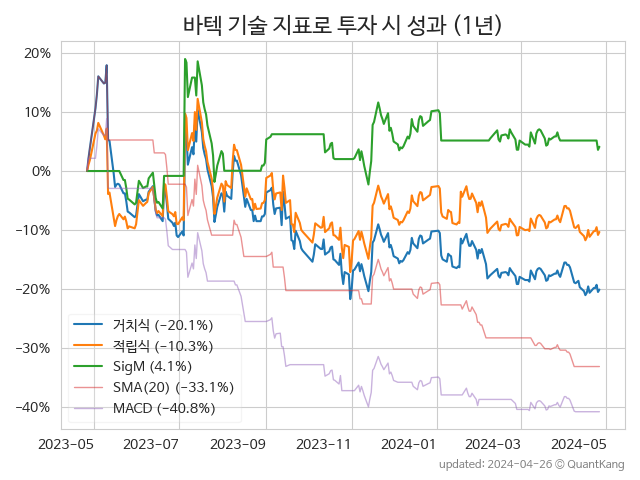 바텍 기술 지표로 투자 시 성과 (1년)
20%
10%
0%
−10%
−20%
−30%
−40%
거치식 (−20.1%)
적립식 (−10.3%)
SigM (4.1%)
SMA(20) (−33.1%)
MACD (−40.8%)
2023-05 2023-07 2023-09 2023-11 2024-01 2024-03 2024-05
updated: 2024-04-26 ⓒ QuantKang